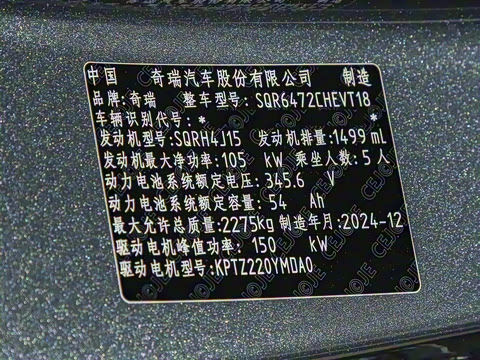 中国 奇瑞汽车股份有限公司 制造
品牌:奇瑞 整车型号:SQR6472CHEVT18
车辆识别代号:* *
发动机型号:SQRH4J15 发动机排量:1499 ml
发动机最大净功率:105 kW 乘坐人数:5 人
动力电池系统额定电压:345.6 V
动力电池系统额定容量:54 Ah
最大允许总质量:2275kg 制造年月:2024-12
驱动电机峰值功率:150 kW
驱动电机型号:KPTZ220YMDA0